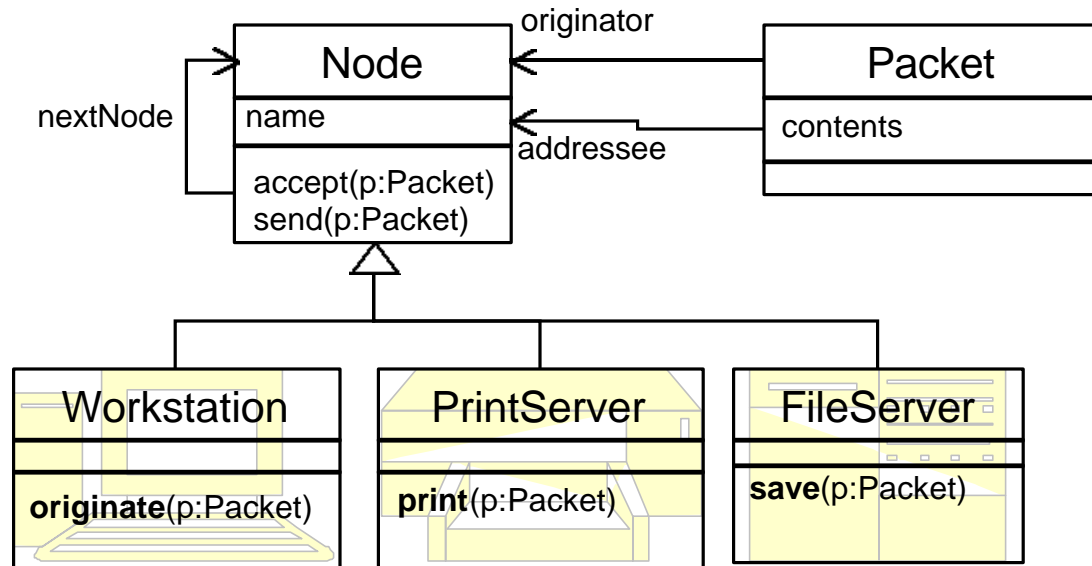 originator
Node
Packet
nextNode
name
contents
addressee
accept(p:Packet)
send(p:Packet)
Workstation
PrintServer
FileServer
originate(p:Packet)
print(p:Packet)
save(p:Packet)